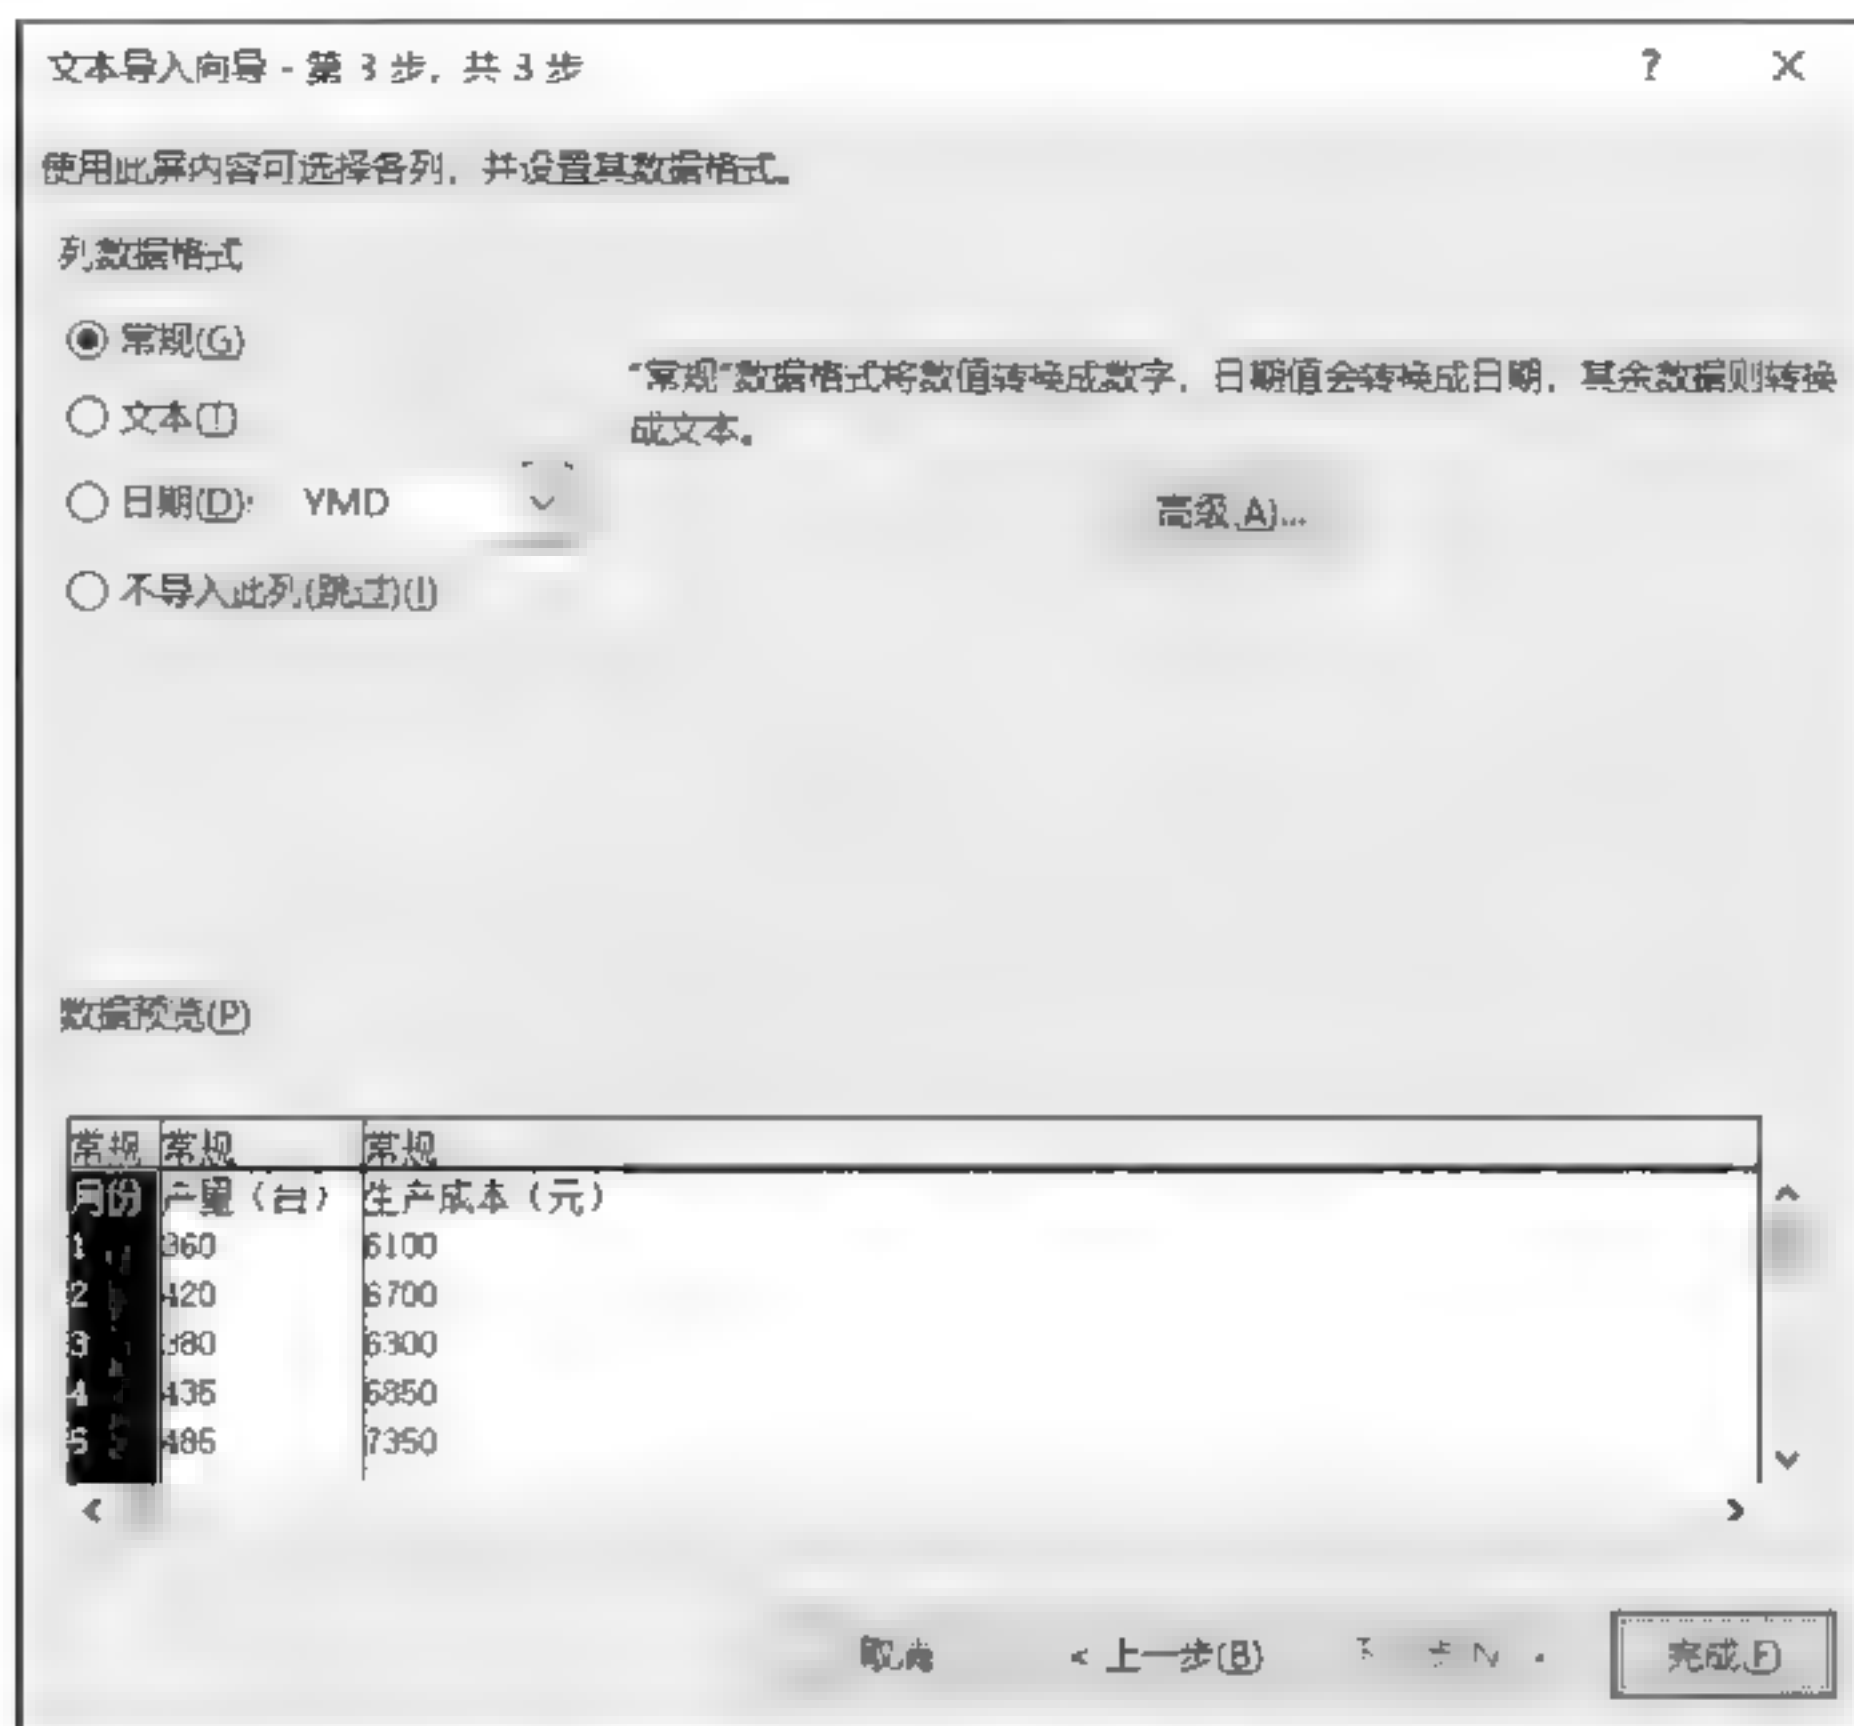 文本导入向导 - 第 3 步，共 3 步
使用此屏内容可选择各列，并设置其数据格式。
列数据格式
常规(G)
"常规"数据格式将数值转换成数字，日期值会转换成日期，其余数据则转换成文本。
文本(T)
日期(D): YMD
高级(A)...
不导入此列(跳过)(I)
数据预览(P)
常规 常规 常规
月份 产量（台） 生产成本（元）
1 360 6100
2 420 6700
3 380 6300
4 435 6850
5 485 7350
取消 < 上一步(B) 完成(F)